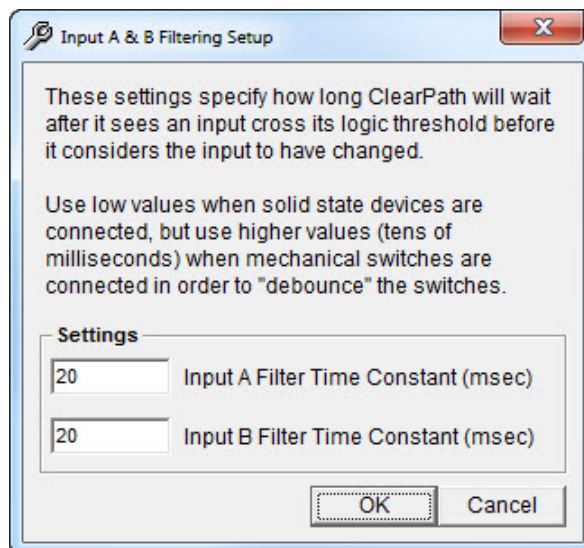 Input A & B Filtering Setup
These settings specify how long ClearPath will wait
after it sees an input cross its logic threshold before
it considers the input to have changed.
Use low values when solid state devices are
connected, but use higher values (tens of
milliseconds) when mechanical switches are
connected in order to "debounce" the switches.
Settings
20 Input A Filter Time Constant (msec)
20 Input B Filter Time Constant (msec)
OK Cancel